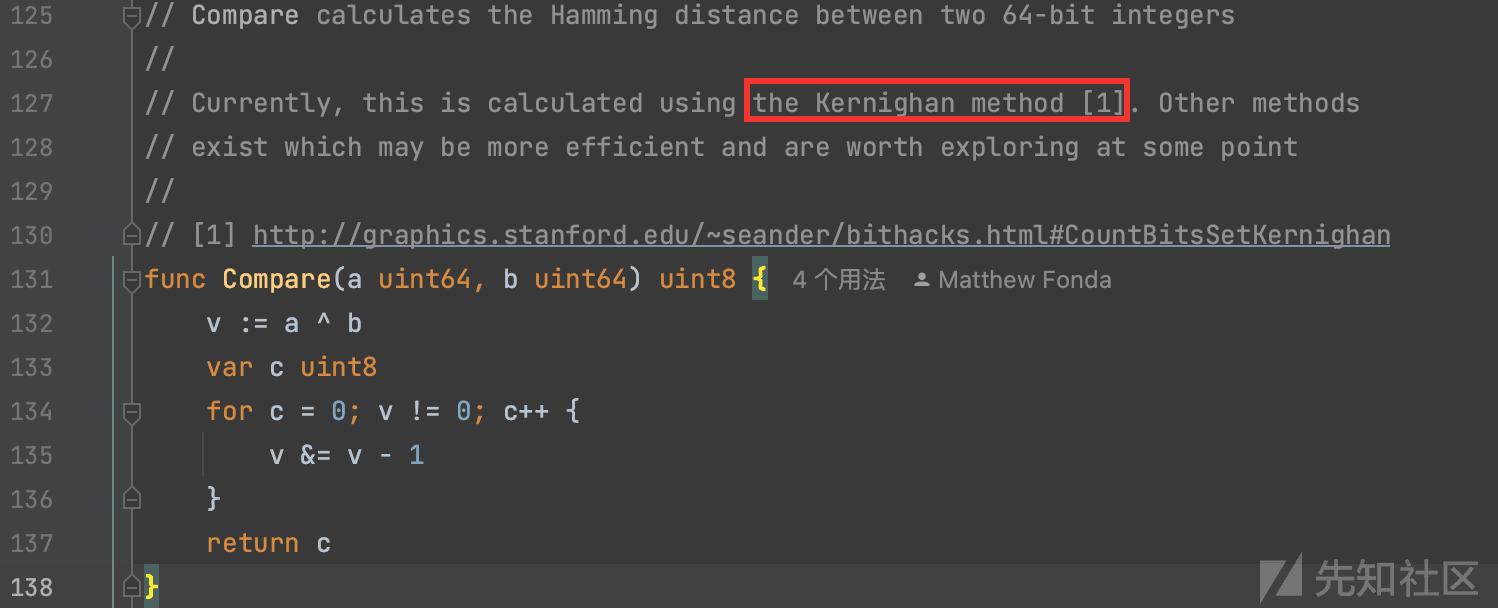 125 // Compare calculates the Hamming distance between two 64-bit integers
126 //
127 // Currently, this is calculated using the Kernighan method [1]. Other methods
128 // exist which may be more efficient and are worth exploring at some point
129 //
130 // [1] http://graphics.stanford.edu/~seander/bithacks.html#CountBitsSetKernighan
131 func Compare(a uint64, b uint64) uint8 { 4 个用法 Matthew Fonda
132 v := a ^ b
133 var c uint8
134 for c = 0; v != 0; c++ {
135 v &= v - 1
136 }
137 return c
138 }
先知社区